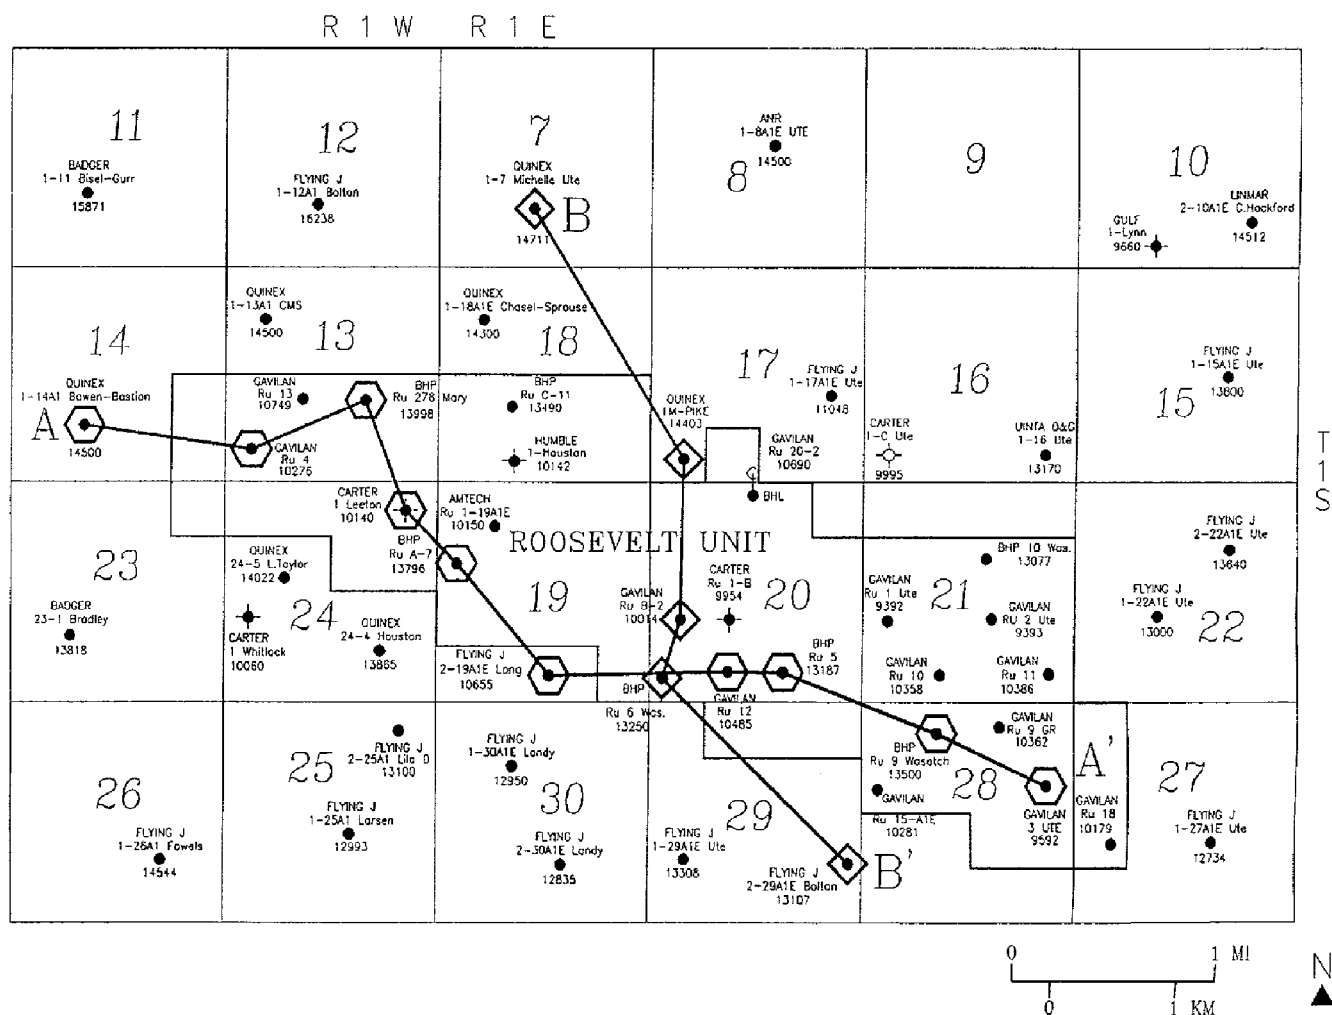 R 1 W R 1 E
11
BADGER
1-11 Bisel-Gurr
15871
12
FLYING J
1-12A1 Bolton
16238
7
QUINEX
1-7 Michelle Ute
14711
B
ANR
1-8A1E UTE
14500
8
9
10
LINMAR
2-10A1E C.Hackford
14512
GULF
1-Lynn
9660
14
QUINEX
1-14A1 Bowen-Bastian
A
14500
QUINEX
1-13A1 CMS
14500
13
GAVILAN
Ru 13
10749
BHP
Ru 278 Mary
13998
GAVILAN
Ru 4
10276
QUINEX
1-18A1E Chasel-Sprouse
14300
18
BHP
Ru C-11
13490
HUMBLE
1-Houston
10142
17
FLYING J
1-17A1E Ute
11048
QUINEX
1M-PIKE
14403
GAVILAN
Ru 20-2
10690
BHL
16
CARTER
1-C Ute
9995
UINTA O&G
1-16 Ute
13170
FLYING J
1-15A1E Ute
13800
15
T
1
S
23
BADGER
23-1 Bradley
13818
CARTER
1 Leeton
10140
BHP
Ru A-7
13796
QUINEX
24-5 L.Taylor
14022
24
CARTER
1 Whitlock
10060
QUINEX
24-4 Houston
13865
AMTECH
Ru 1-19A1E
10150
ROOSEVELT UNIT
19
FLYING J
2-19A1E Long
10655
GAVILAN
Ru B-2
10014
CARTER
Ru 1-B
9954
20
BHP
Ru 5
13187
BHP
Ru 6 Was.
13250
GAVILAN
Ru 12
10485
BHP 10 Was.
13077
GAVILAN
Ru 1 Ute
9392
21
GAVILAN
Ru 2 Ute
9393
GAVILAN
Ru 10
10358
GAVILAN
Ru 11
10386
FLYING J
2-22A1E Ute
13640
FLYING J
1-22A1E Ute
13000
22
26
FLYING J
1-26A1 Fowels
14544
25
FLYING J
2-25A1 Lila D
13100
FLYING J
1-25A1 Larsen
12993
FLYING J
1-30A1E Landy
12950
30
FLYING J
2-30A1E Landy
12835
29
FLYING J
1-29A1E Ute
13308
FLYING J
2-29A1E Bolton
13107
B'
BHP
Ru 9 Wasatch
13500
GAVILAN
Ru 15-A1E
10281
28
GAVILAN
Ru 9 GR
10362
A'
GAVILAN
3 UTE
9592
GAVILAN
Ru 18
10179
27
FLYING J
1-27A1E Ute
12734
0 1 MI
0 1 KM
N